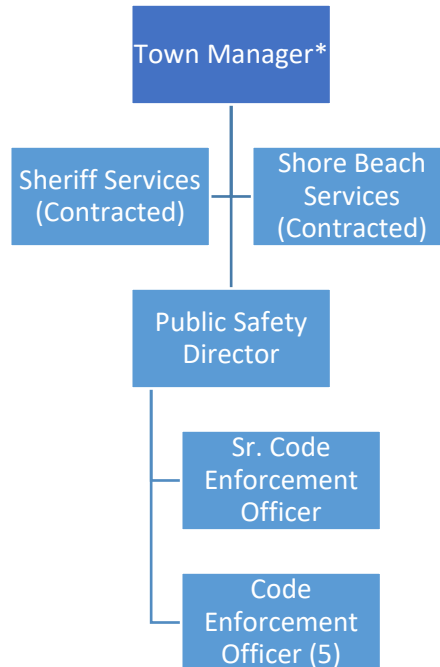 Town Manager*
Sheriff Services
(Contracted)
Shore Beach
Services
(Contracted)
Public Safety
Director
Sr. Code
Enforcement
Officer
Code
Enforcement
Officer (5)